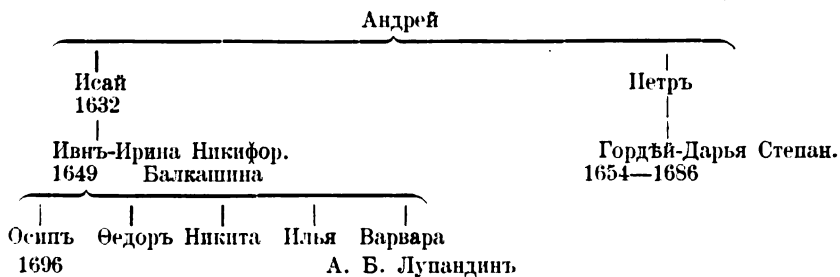 Андрей
Исай Петръ
1632
Ивнъ-Ирина Никифор. Гордѣй-Дарья Степан.
1649 Балкашина 1654—1686
Осипъ Ѳедоръ Никита Илья Варвара
1696 А. Б. Лупандинъ